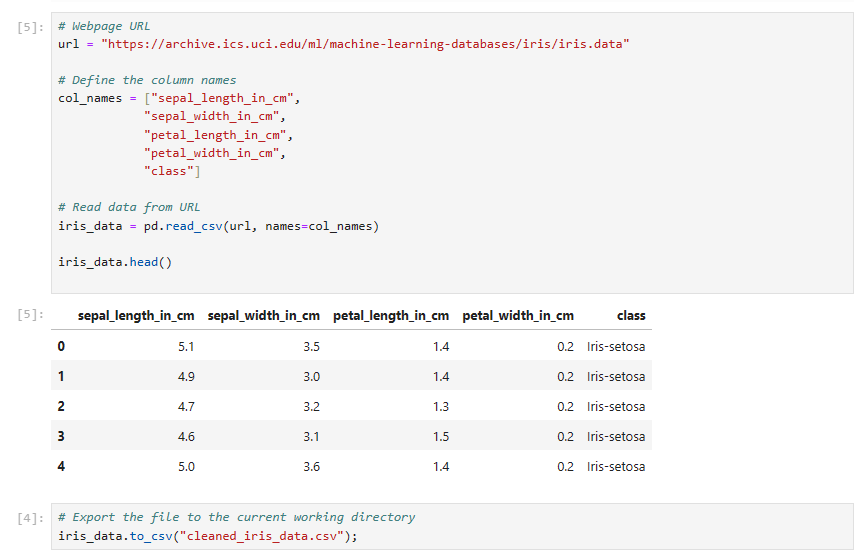 [5]: # Webpage URL
url = "https://archive.ics.uci.edu/ml/machine-learning-databases/iris/iris.data"
# Define the column names
col_names = ["sepal_length_in_cm",
"sepal_width_in_cm",
"petal_length_in_cm",
"petal_width_in_cm",
"class"]
# Read data from URL
iris_data = pd.read_csv(url, names=col_names)
iris_data.head()
[5]: sepal_length_in_cm sepal_width_in_cm petal_length_in_cm petal_width_in_cm class
0 5.1 3.5 1.4 0.2 Iris-setosa
1 4.9 3.0 1.4 0.2 Iris-setosa
2 4.7 3.2 1.3 0.2 Iris-setosa
3 4.6 3.1 1.5 0.2 Iris-setosa
4 5.0 3.6 1.4 0.2 Iris-setosa
[4]: # Export the file to the current working directory
iris_data.to_csv("cleaned_iris_data.csv");